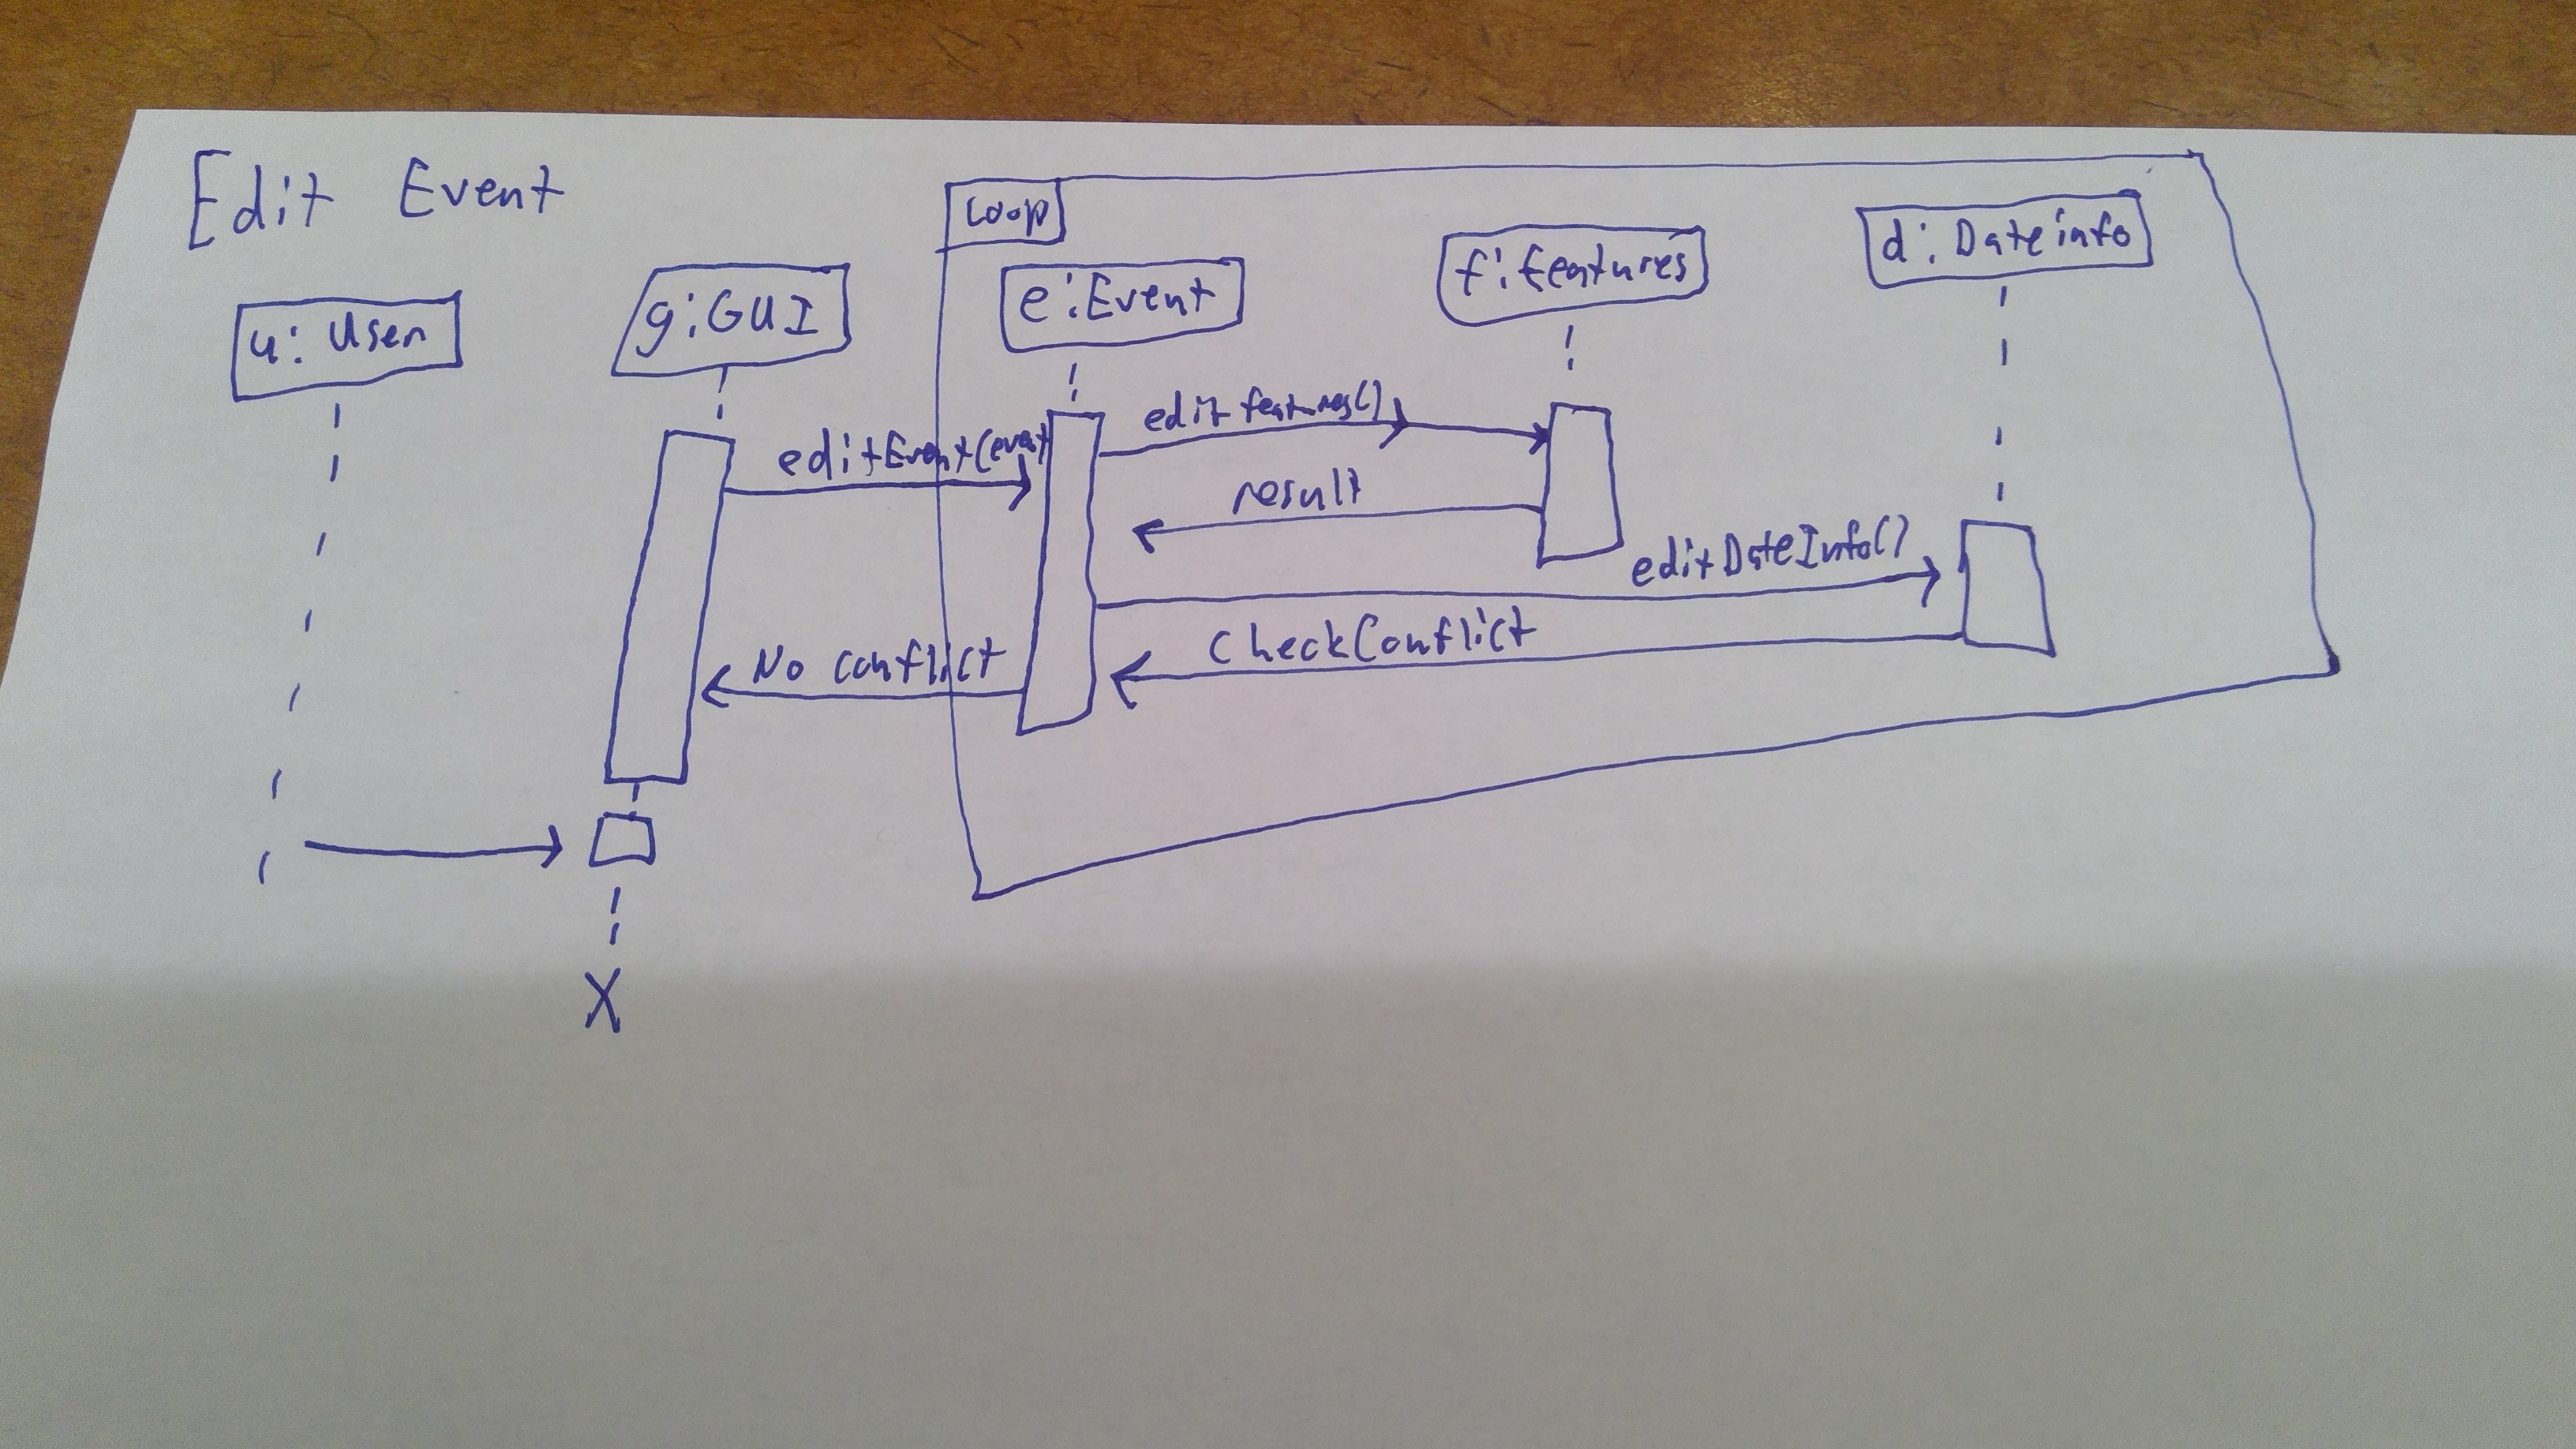 Edit Event
Loop
u: User
g: GUI
e: Event
f: features
d: Dateinfo
editEvent(event
edit features()
result
editDateInfo()
CheckConflict
No conflict
X